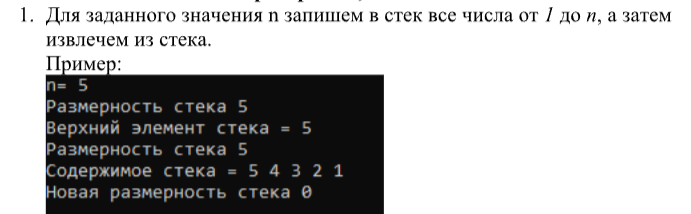 1. Для заданного значения n запишем в стек все числа от 1 до n, а затем
извлечем из стека.
Пример:
n= 5
Размерность стека 5
Верхний элемент стека = 5
Размерность стека 5
Содержимое стека = 5 4 3 2 1
Новая размерность стека 0